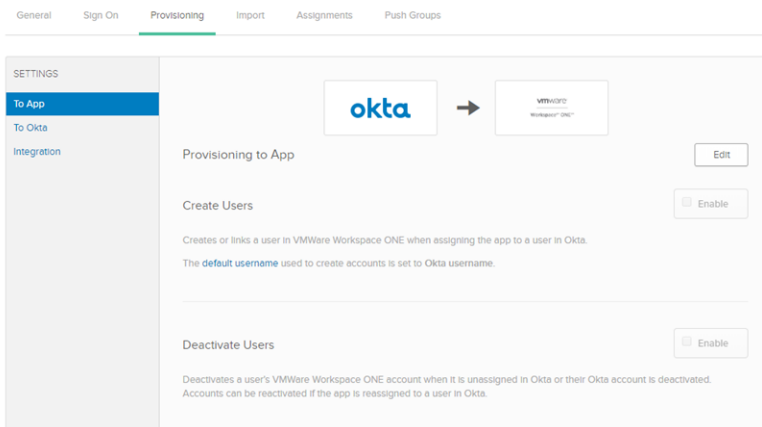 General Sign On Provisioning Import Assignments Push Groups
SETTINGS
To App
To Okta
Integration
okta
vmware
Workspace™ ONE™
Provisioning to App
Edit
Create Users
Enable
Creates or links a user in VMWare Workspace ONE when assigning the app to a user in Okta.
The default username used to create accounts is set to Okta username.
Deactivate Users
Enable
Deactivates a user's VMWare Workspace ONE account when it is unassigned in Okta or their Okta account is deactivated.
Accounts can be reactivated if the app is reassigned to a user in Okta.